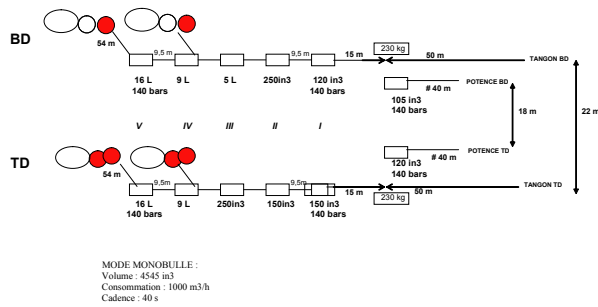 BD
54 m
9,5 m
9,5 m
15 m
230 kg
50 m
TANGON BD
16 L
140 bars
9 L
5 L
250in3
120 in3
140 bars
# 40 m
POTENCE BD
105 in3
140 bars
18 m
22 m
V
IV
III
II
I
TD
54 m
120 in3
140 bars
# 40 m
POTENCE TD
9,5m
9,5m
15 m
50 m
TANGON TD
230 kg
16 L
140 bars
9 L
250in3
150in3
150 in3
140 bars
MODE MONOBULLE :
Volume : 4545 in3
Consommation : 1000 m3/h
Cadence : 40 s